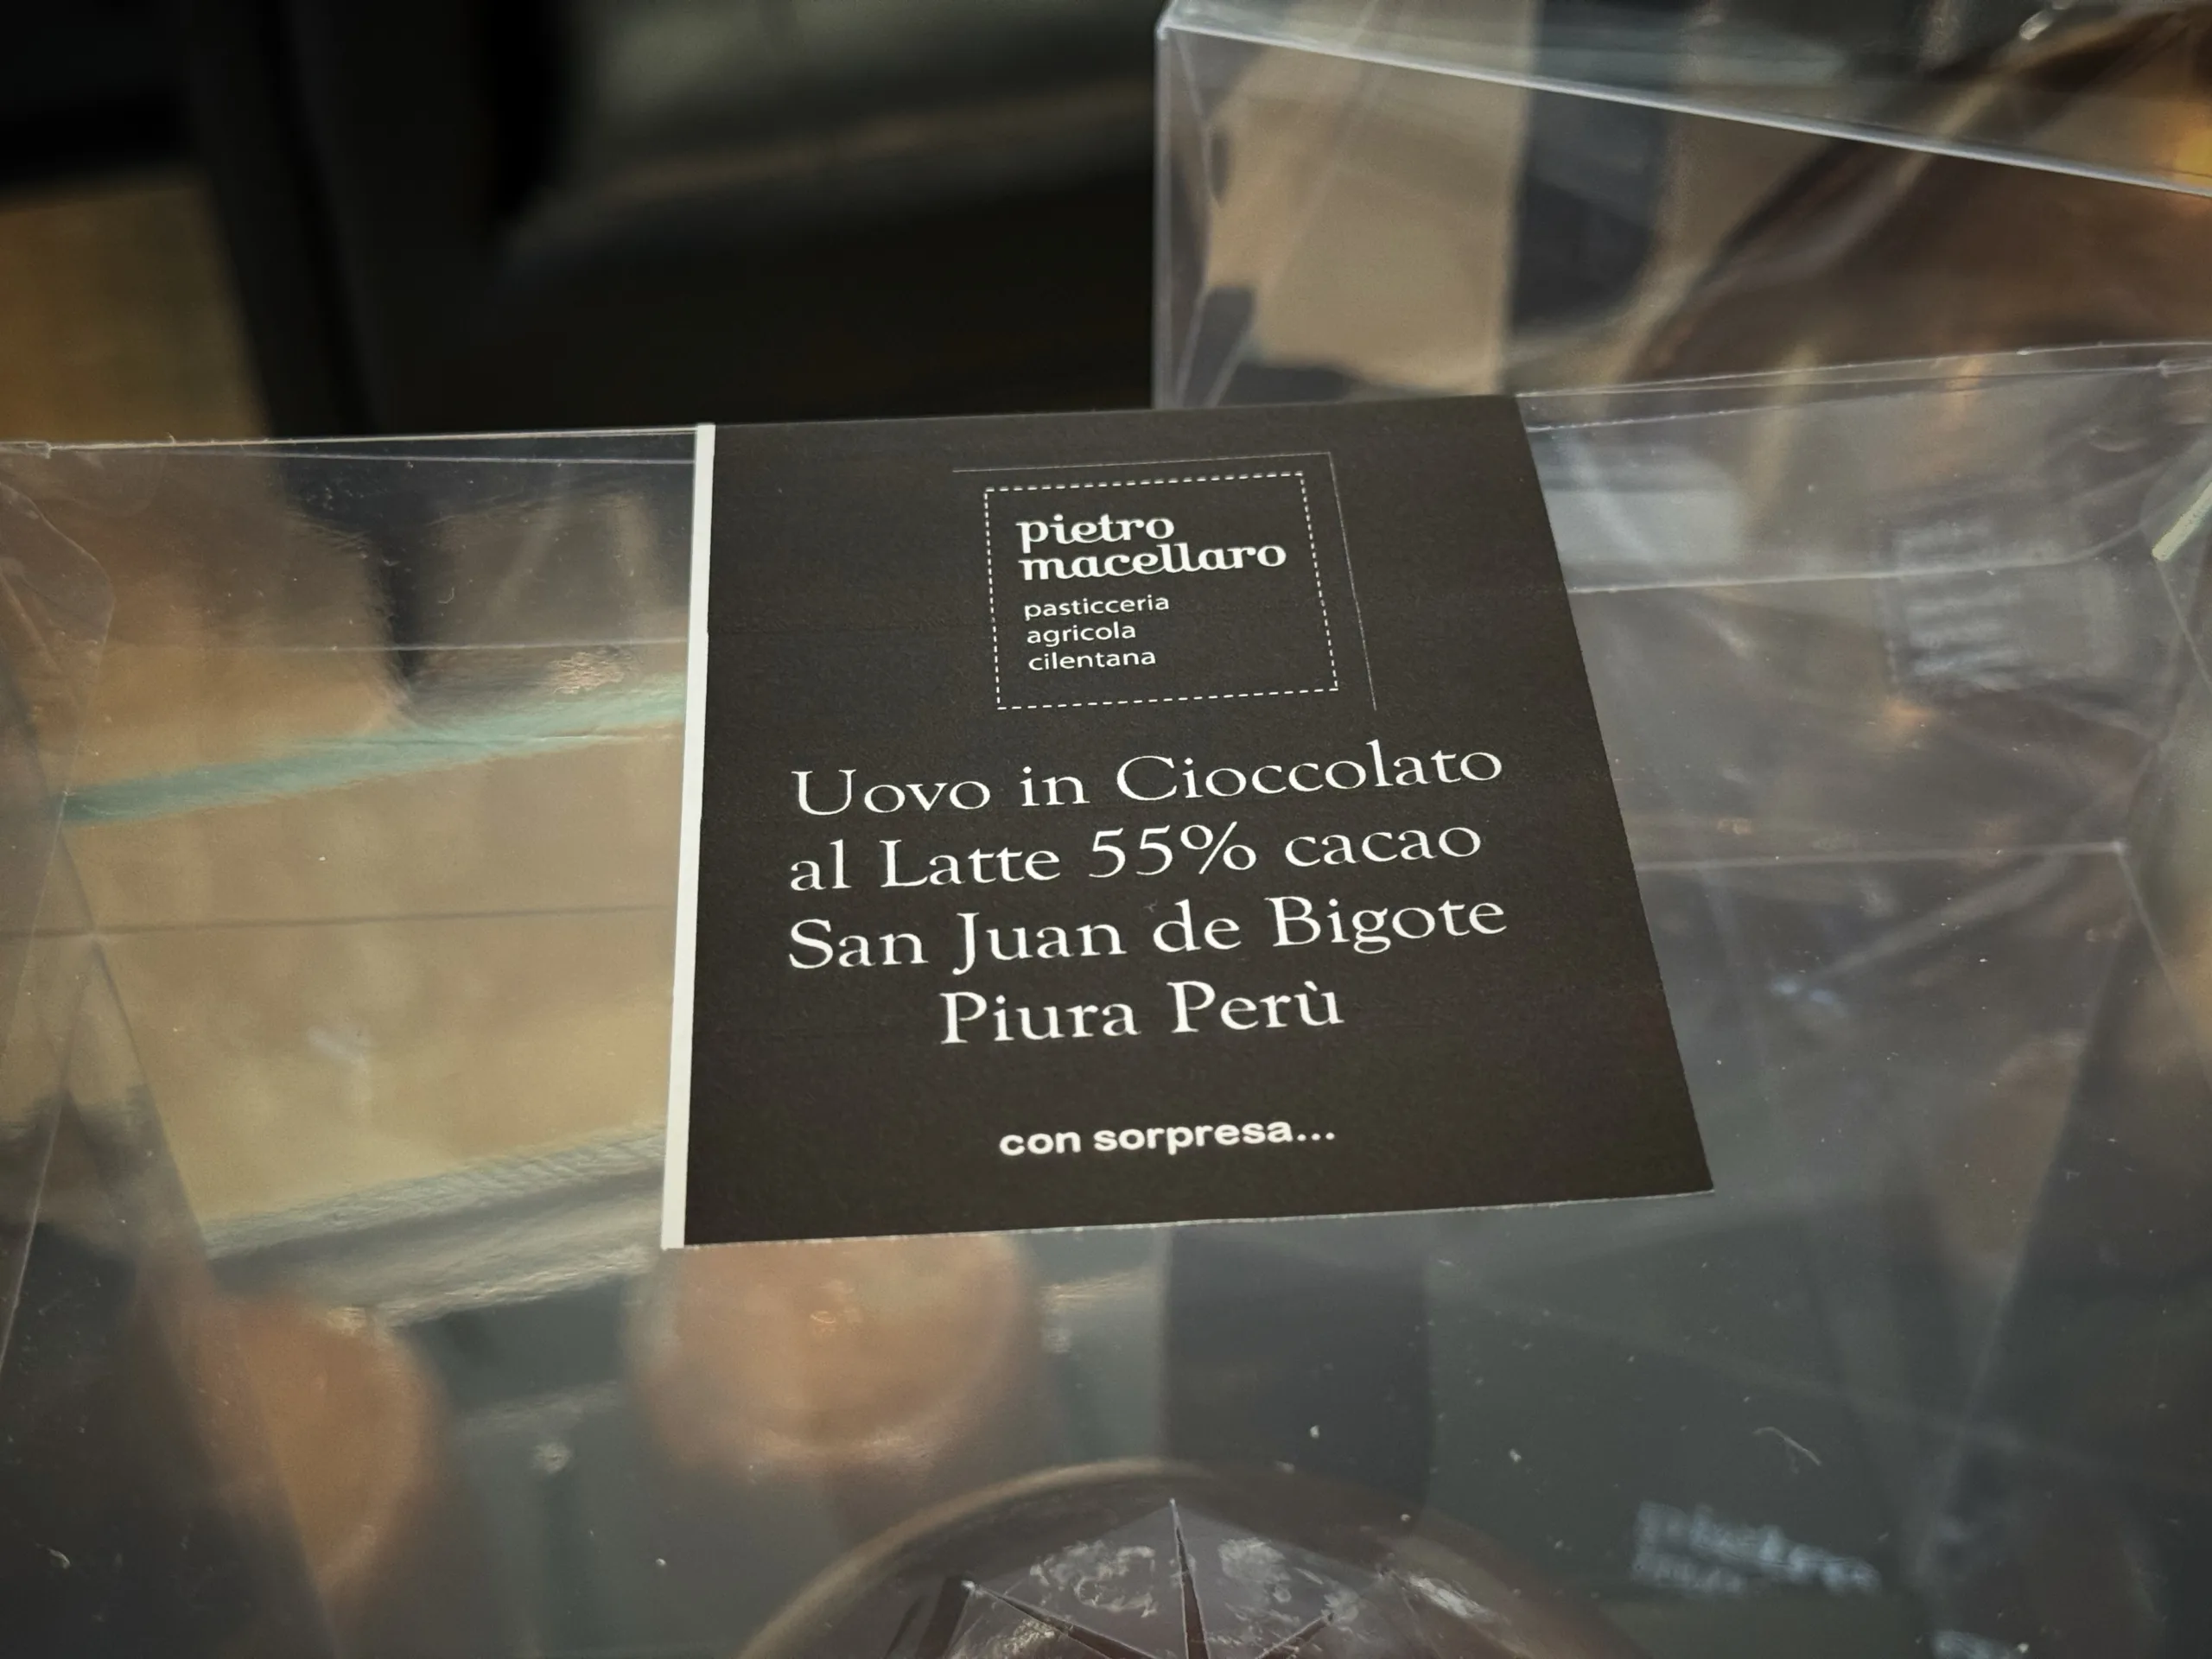 pietro
macellaro
pasticceria
agricola
cilentana
Uovo in Cioccolato
al Latte 55% cacao
San Juan de Bigote
Piura Perù
con sorpresa...
pietro